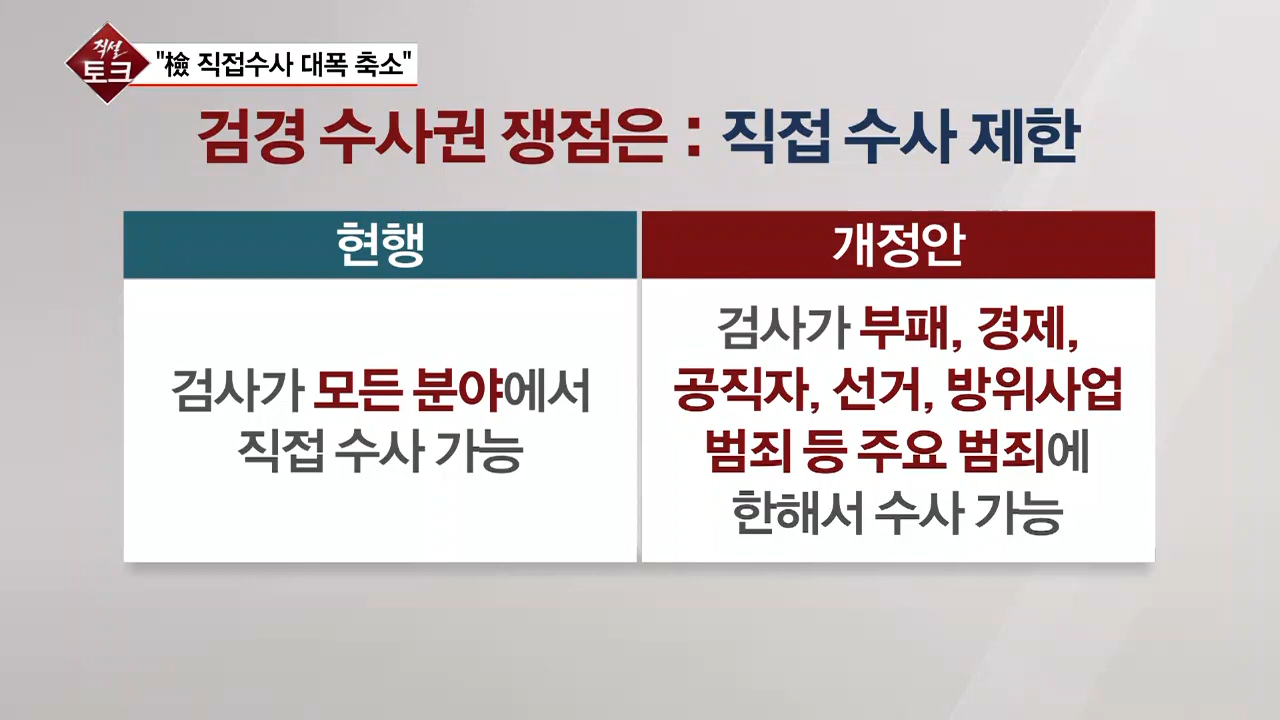 직설
토크
"檢 직접수사 대폭 축소"
검경 수사권 쟁점은 : 직접 수사 제한
현행
검사가 모든 분야에서
직접 수사 가능
개정안
검사가 부패, 경제,
공직자, 선거, 방위사업
범죄 등 주요 범죄에
한해서 수사 가능